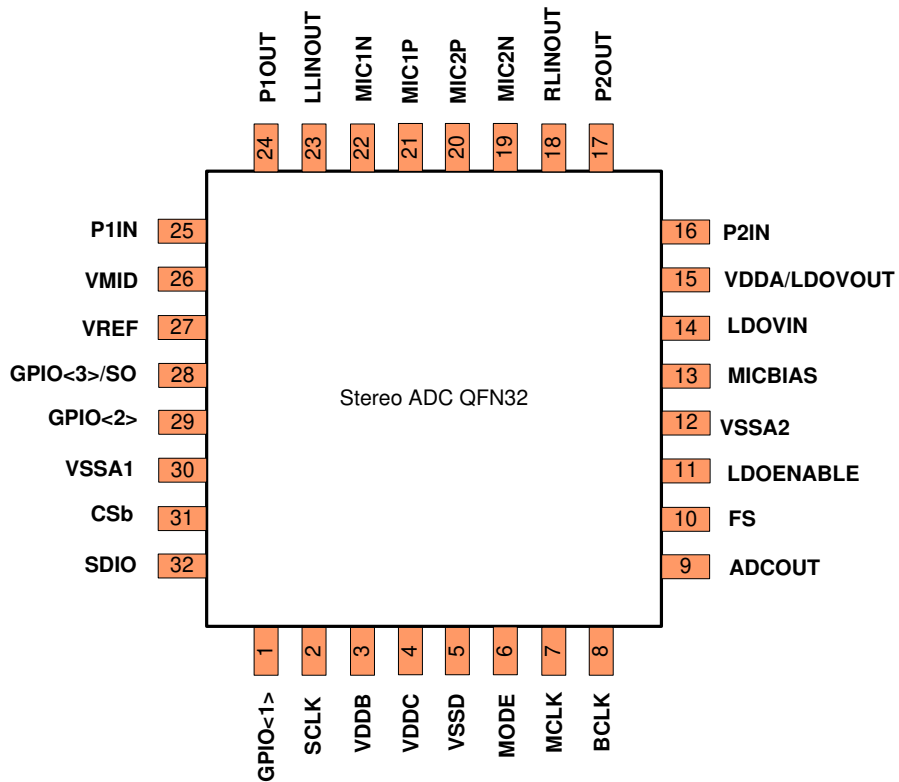 P1OUT
LLINOUT
MIC1N
MIC1P
MIC2P
MIC2N
RLINOUT
P2OUT
24
23
22
21
20
19
18
17
P1IN 25
VMID 26
VREF 27
GPIO<3>/SO 28
GPIO<2> 29
VSSA1 30
CSb 31
SDIO 32
Stereo ADC QFN32
16 P2IN
15 VDDA/LDOVOUT
14 LDOVIN
13 MICBIAS
12 VSSA2
11 LDOENABLE
10 FS
9 ADCOUT
1
2
3
4
5
6
7
8
GPIO<1>
SCLK
VDDB
VDDC
VSSD
MODE
MCLK
BCLK